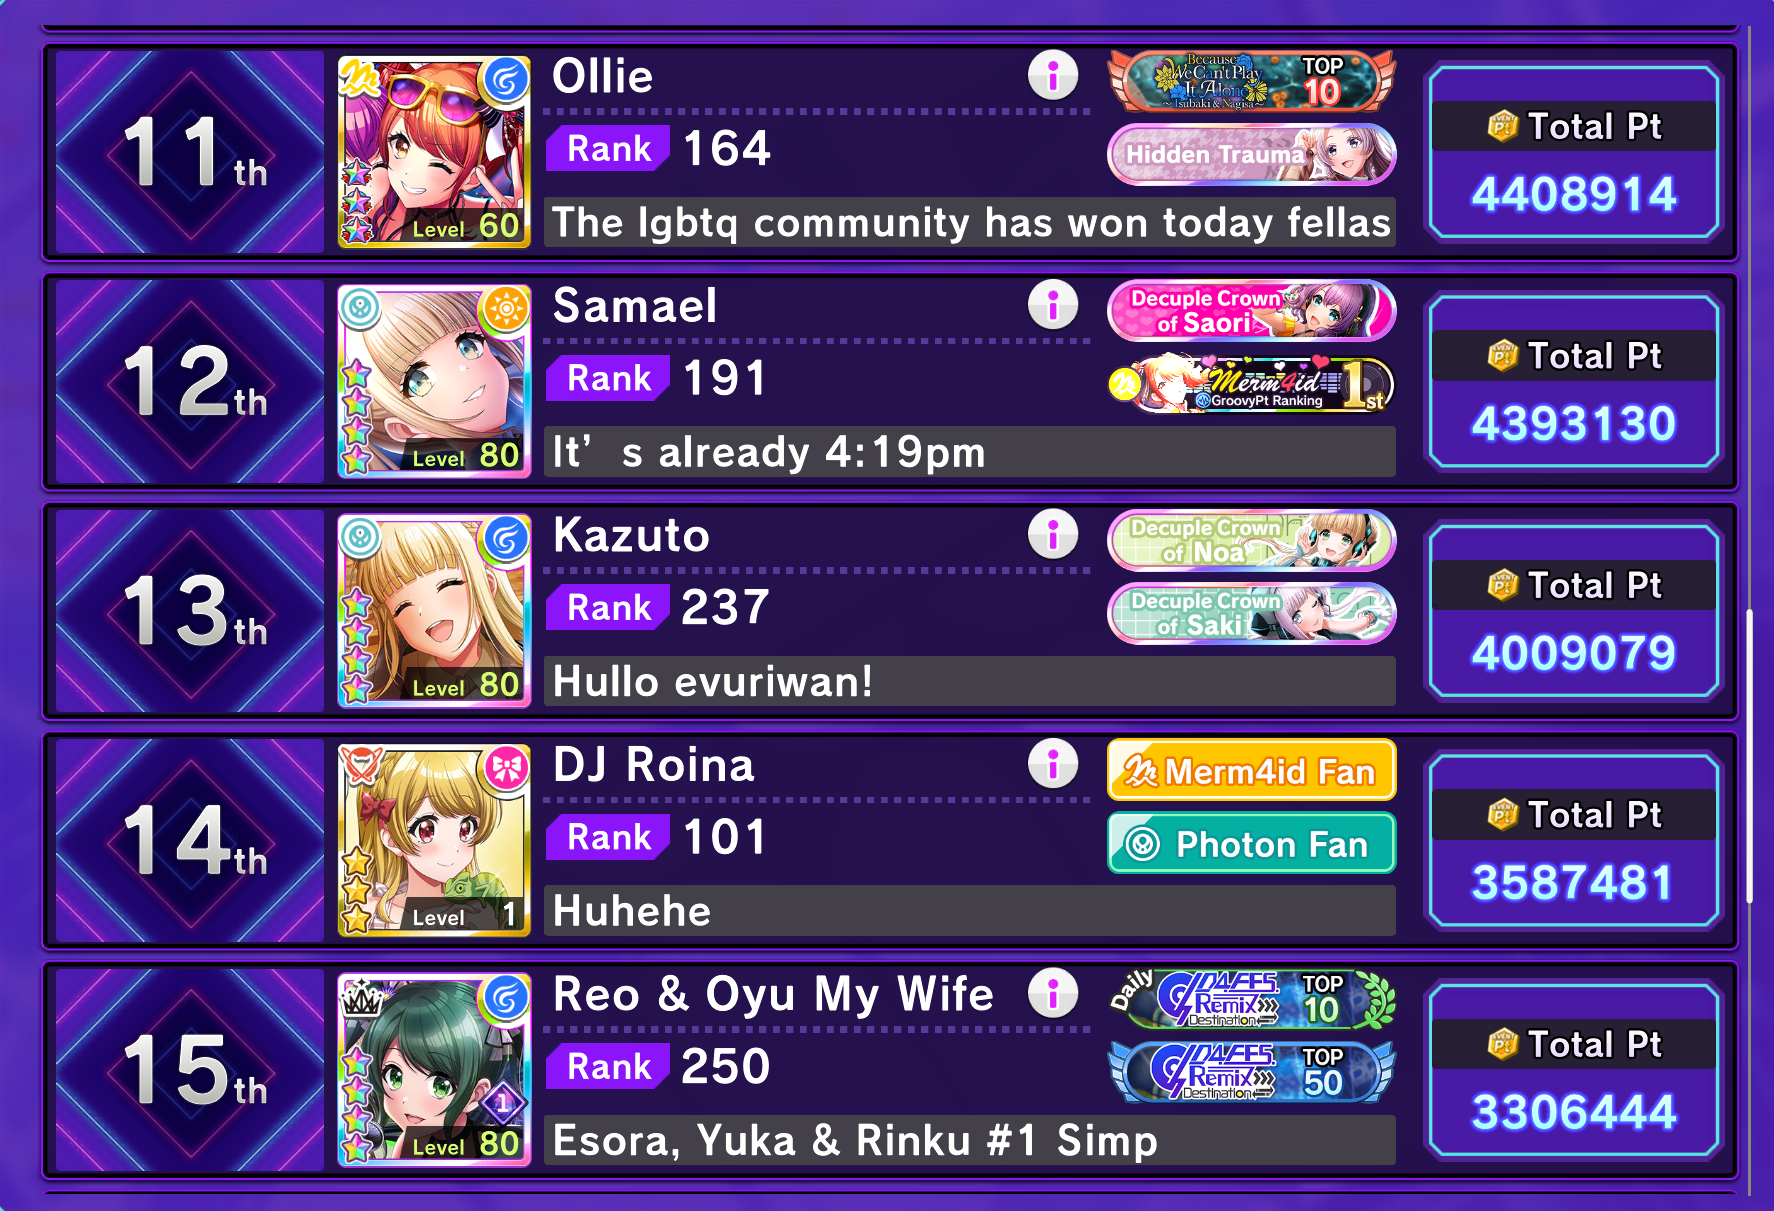 11th
Level 60
Ollie
Rank 164
The lgbtq community has won today fellas
Because
We Can't Play
It Alone
~Tsubaki & Nagisa~
TOP
10
Hidden Trauma
Total Pt
4408914
12th
Level 80
Samael
Rank 191
It’s already 4:19pm
Decuple Crown
of Saori
Merm4id
GroovyPt Ranking
1st
Total Pt
4393130
13th
Level 80
Kazuto
Rank 237
Hullo evuriwan!
Decuple Crown
of Noa
Decuple Crown
of Saki
Total Pt
4009079
14th
Level 1
DJ Roina
Rank 101
Huhehe
Merm4id Fan
Photon Fan
Total Pt
3587481
15th
1
Level 80
Reo & Oyu My Wife
Rank 250
Esora, Yuka & Rinku #1 Simp
Daily
D4FES.
Remix
Destination
TOP
10
D4FES.
Remix
Destination
TOP
50
Total Pt
3306444